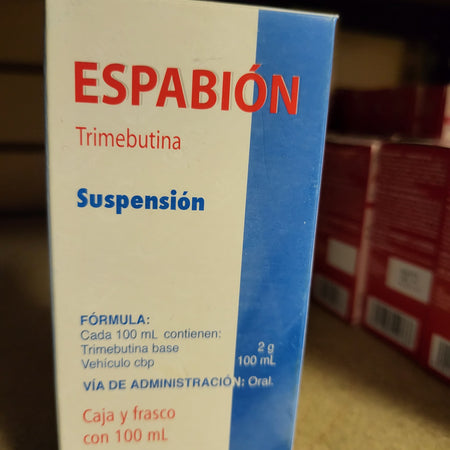 ESPABIÓN
Trimebutina
Suspensión
FÓRMULA:
Cada 100 mL contienen:
Trimebutina base 2 g
Vehículo cbp 100 mL
VÍA DE ADMINISTRACIÓN: Oral.
Caja y frasco
con 100 mL